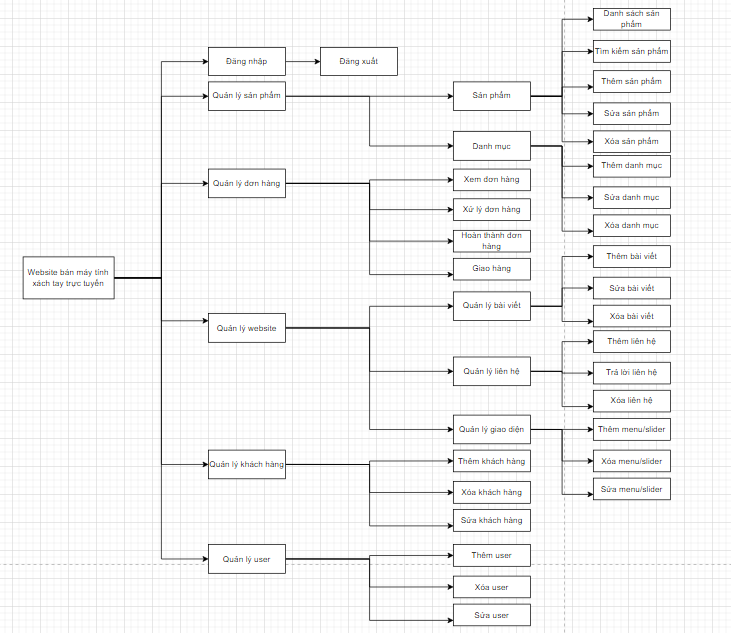 Danh sách sản
phẩm
Đăng nhập
Đăng xuất
Tìm kiếm sản phẩm
Quản lý sản phẩm
Sản phẩm
Thêm sản phẩm
Sửa sản phẩm
Xóa sản phẩm
Danh mục
Thêm danh mục
Sửa danh mục
Xóa danh mục
Quản lý đơn hàng
Xem đơn hàng
Xử lý đơn hàng
Hoàn thành đơn
hàng
Giao hàng
Website bán máy tính
xách tay trực tuyến
Quản lý website
Quản lý bài viết
Thêm bài viết
Sửa bài viết
Xóa bài viết
Quản lý liên hệ
Thêm liên hệ
Trả lời liên hệ
Xóa liên hệ
Quản lý giao diện
Thêm menu/slider
Xóa menu/slider
Sửa menu/slider
Quản lý khách hàng
Thêm khách hàng
Xóa khách hàng
Sửa khách hàng
Quản lý user
Thêm user
Xóa user
Sửa user